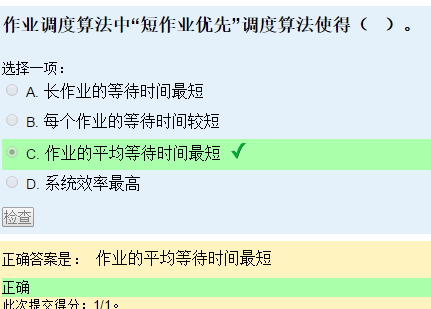 作业调度算法中“短作业优先”调度算法使得（ ）。
选择一项：
A. 长作业的等待时间最短
B. 每个作业的等待时间较短
C. 作业的平均等待时间最短
D. 系统效率最高
检查
正确答案是： 作业的平均等待时间最短
正确
此次提交得分：1/1。